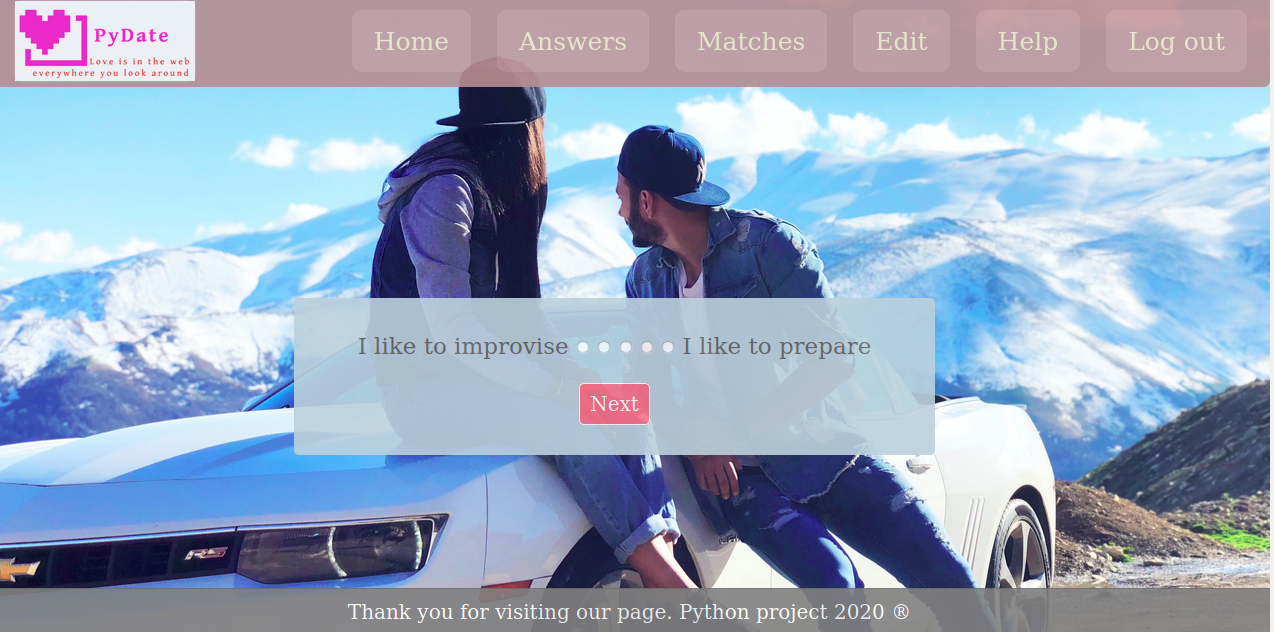 PyDate
Love is in the web
everywhere you look around
Home Answers Matches Edit Help Log out
I like to improvise I like to prepare
Next
RS
Thank you for visiting our page. Python project 2020 ®